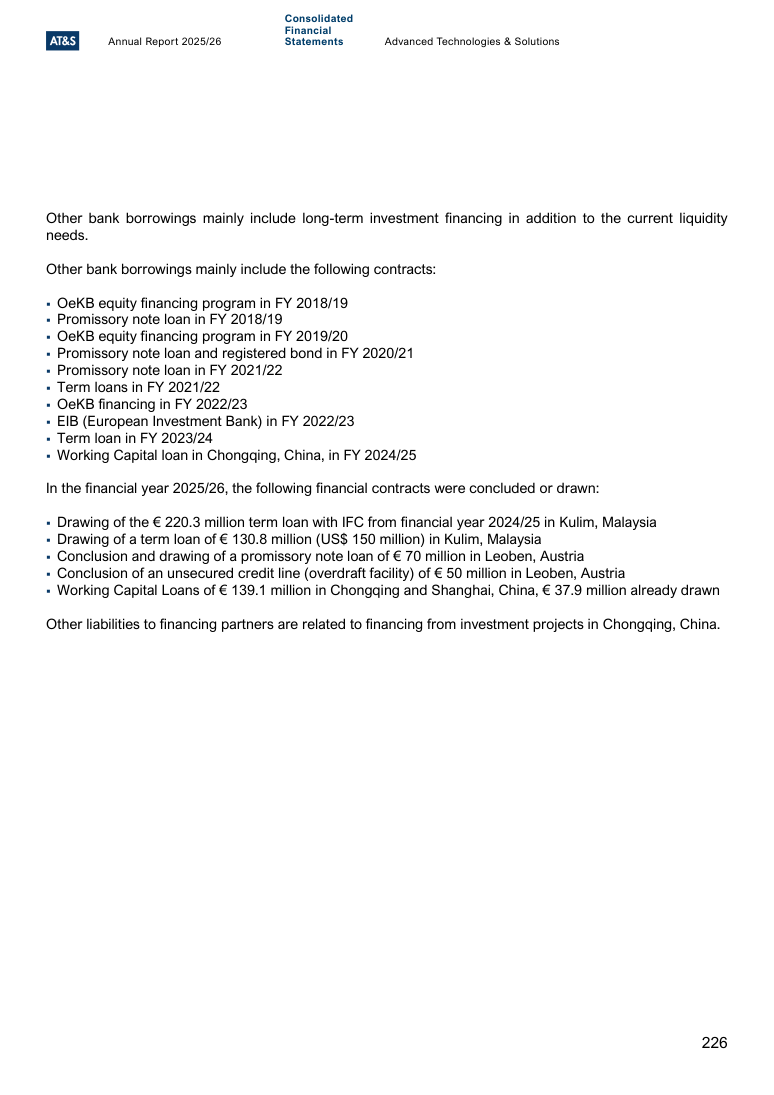 AT&S
Annual Report 2025/26
Consolidated
Financial
Statements
Advanced Technologies & Solutions
Other bank borrowings mainly include long-term investment financing in addition to the current liquidity
needs.
Other bank borrowings mainly include the following contracts:
▪ OeKB equity financing program in FY 2018/19
▪ Promissory note loan in FY 2018/19
▪ OeKB equity financing program in FY 2019/20
▪ Promissory note loan and registered bond in FY 2020/21
▪ Promissory note loan in FY 2021/22
▪ Term loans in FY 2021/22
▪ OeKB financing in FY 2022/23
▪ EIB (European Investment Bank) in FY 2022/23
▪ Term loan in FY 2023/24
▪ Working Capital loan in Chongqing, China, in FY 2024/25
In the financial year 2025/26, the following financial contracts were concluded or drawn:
▪ Drawing of the € 220.3 million term loan with IFC from financial year 2024/25 in Kulim, Malaysia
▪ Drawing of a term loan of € 130.8 million (US$ 150 million) in Kulim, Malaysia
▪ Conclusion and drawing of a promissory note loan of € 70 million in Leoben, Austria
▪ Conclusion of an unsecured credit line (overdraft facility) of € 50 million in Leoben, Austria
▪ Working Capital Loans of € 139.1 million in Chongqing and Shanghai, China, € 37.9 million already drawn
Other liabilities to financing partners are related to financing from investment projects in Chongqing, China.
226